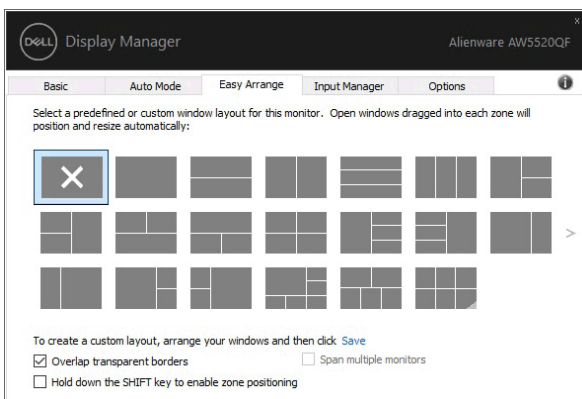 DELL Display Manager
Alienware AW5520QF
Basic Auto Mode Easy Arrange Input Manager Options
Select a predefined or custom window layout for this monitor. Open windows dragged into each zone will
position and resize automatically:
To create a custom layout, arrange your windows and then click Save
Overlap transparent borders
Span multiple monitors
Hold down the SHIFT key to enable zone positioning